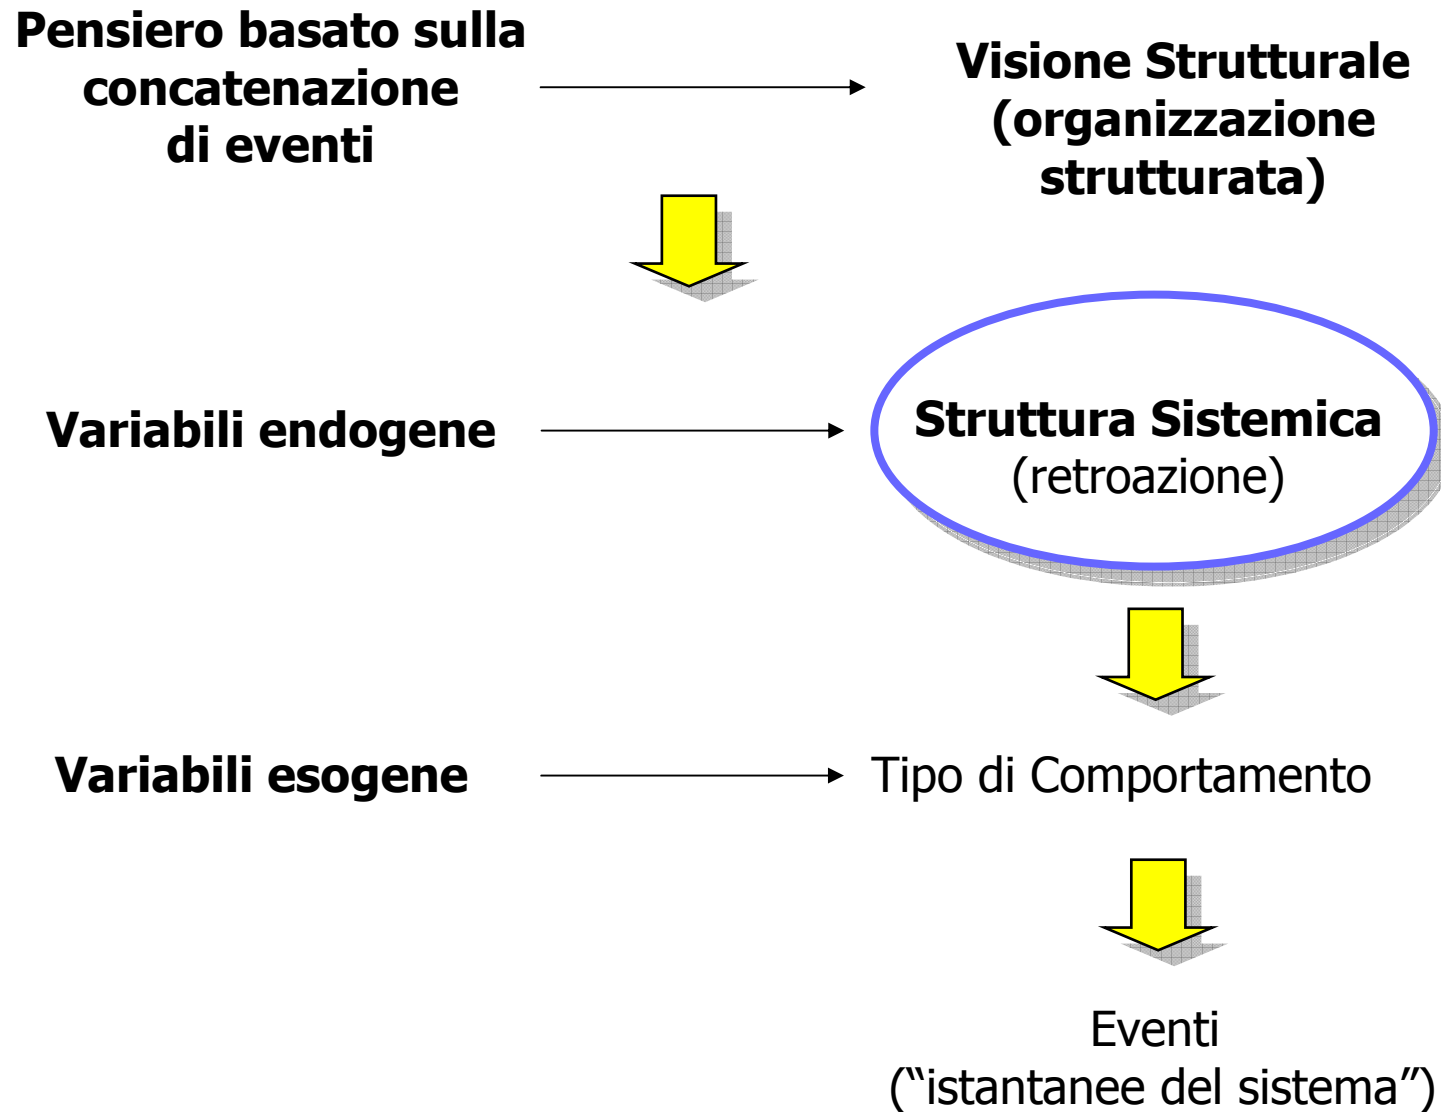 Pensiero basato sulla
concatenazione
di eventi
Visione Strutturale
(organizzazione
strutturata)
Variabili endogene
Struttura Sistemica
(retroazione)
Variabili esogene
Tipo di Comportamento
Eventi
(“istantanee del sistema”)